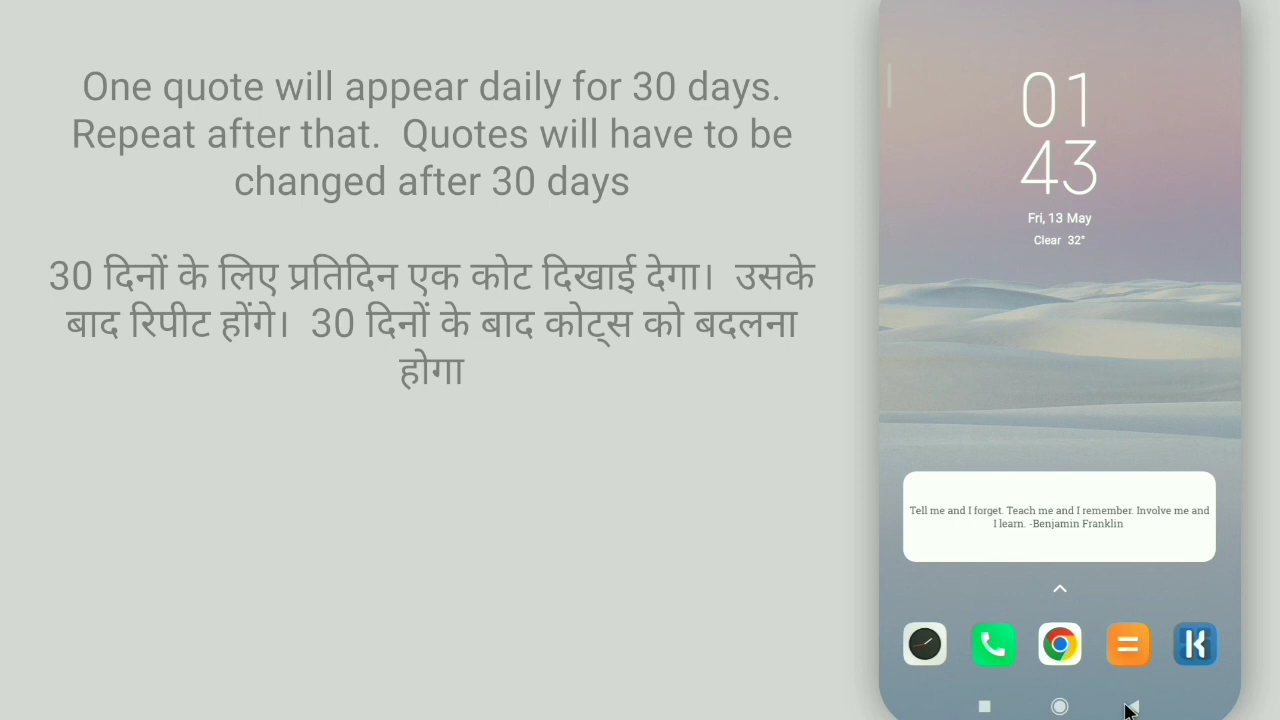 One quote will appear daily for 30 days.
Repeat after that. Quotes will have to be
changed after 30 days
30 दिनों के लिए प्रतिदिन एक कोट दिखाई देगा। उसके
बाद रिपीट होंगे। 30 दिनों के बाद कोट्स को बदलना
होगा
01
43
Fri, 13 May
Clear 32°
Tell me and I forget. Teach me and I remember. Involve me and
I learn. -Benjamin Franklin